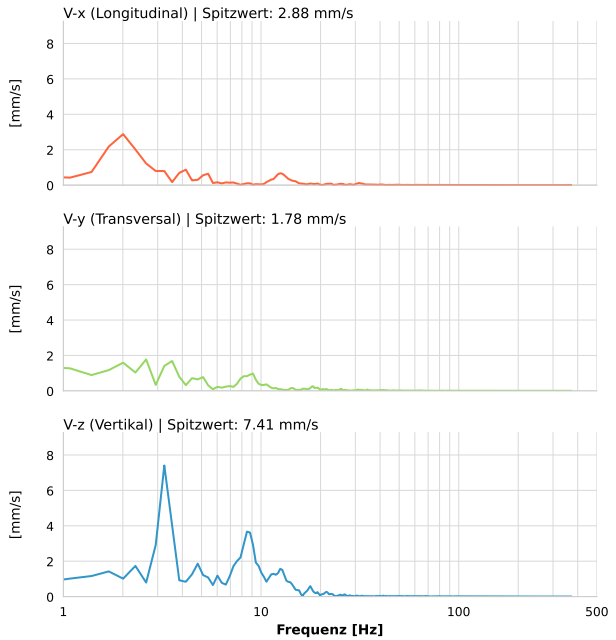 V-x (Longitudinal) | Spitzwert: 2.88 mm/s
8
6
4
2
0
[mm/s]
V-y (Transversal) | Spitzwert: 1.78 mm/s
8
6
4
2
0
[mm/s]
V-z (Vertikal) | Spitzwert: 7.41 mm/s
8
6
4
2
0
[mm/s]
1 10 100 500
Frequenz [Hz]